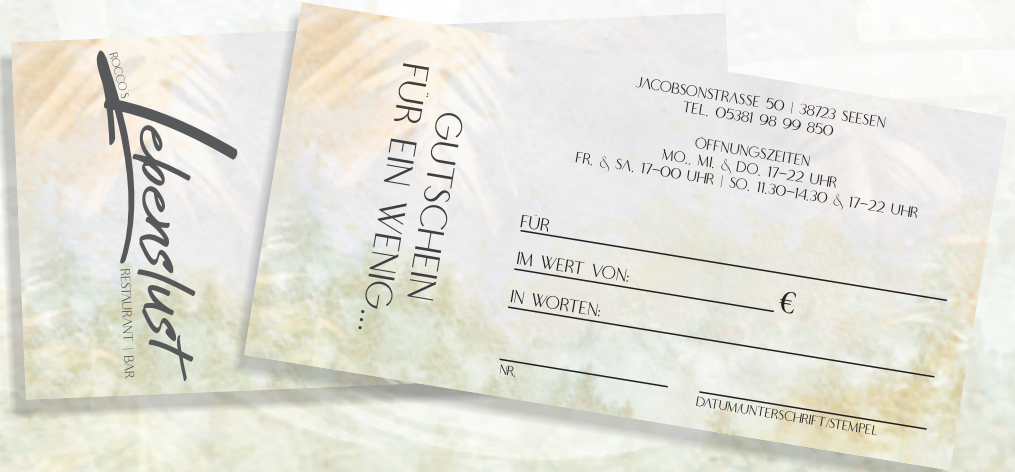 ROCCO'S
Lebenslust
RESTAURANT | BAR
GUTSCHEIN
FÜR EIN WENIG...
JACOBSONSTRASSE 50 | 38723 SEESEN
TEL. 05381 98 99 850
ÖFFNUNGSZEITEN
MO., MI. & DO. 17-22 UHR
FR. & SA. 17-00 UHR | SO. 11.30-14.30 & 17-22 UHR
FÜR
IM WERT VON: €
IN WORTEN:
NR.
DATUM/UNTERSCHRIFT/STEMPEL